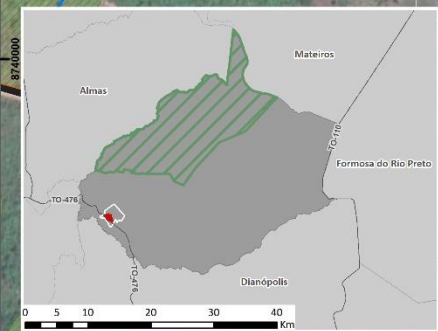 8740000
Mateiros
Almas
TO-110
Formosa do Rio Preto
TO-476
TO-476
Dianópolis
0 5 10 20 30 40
Km